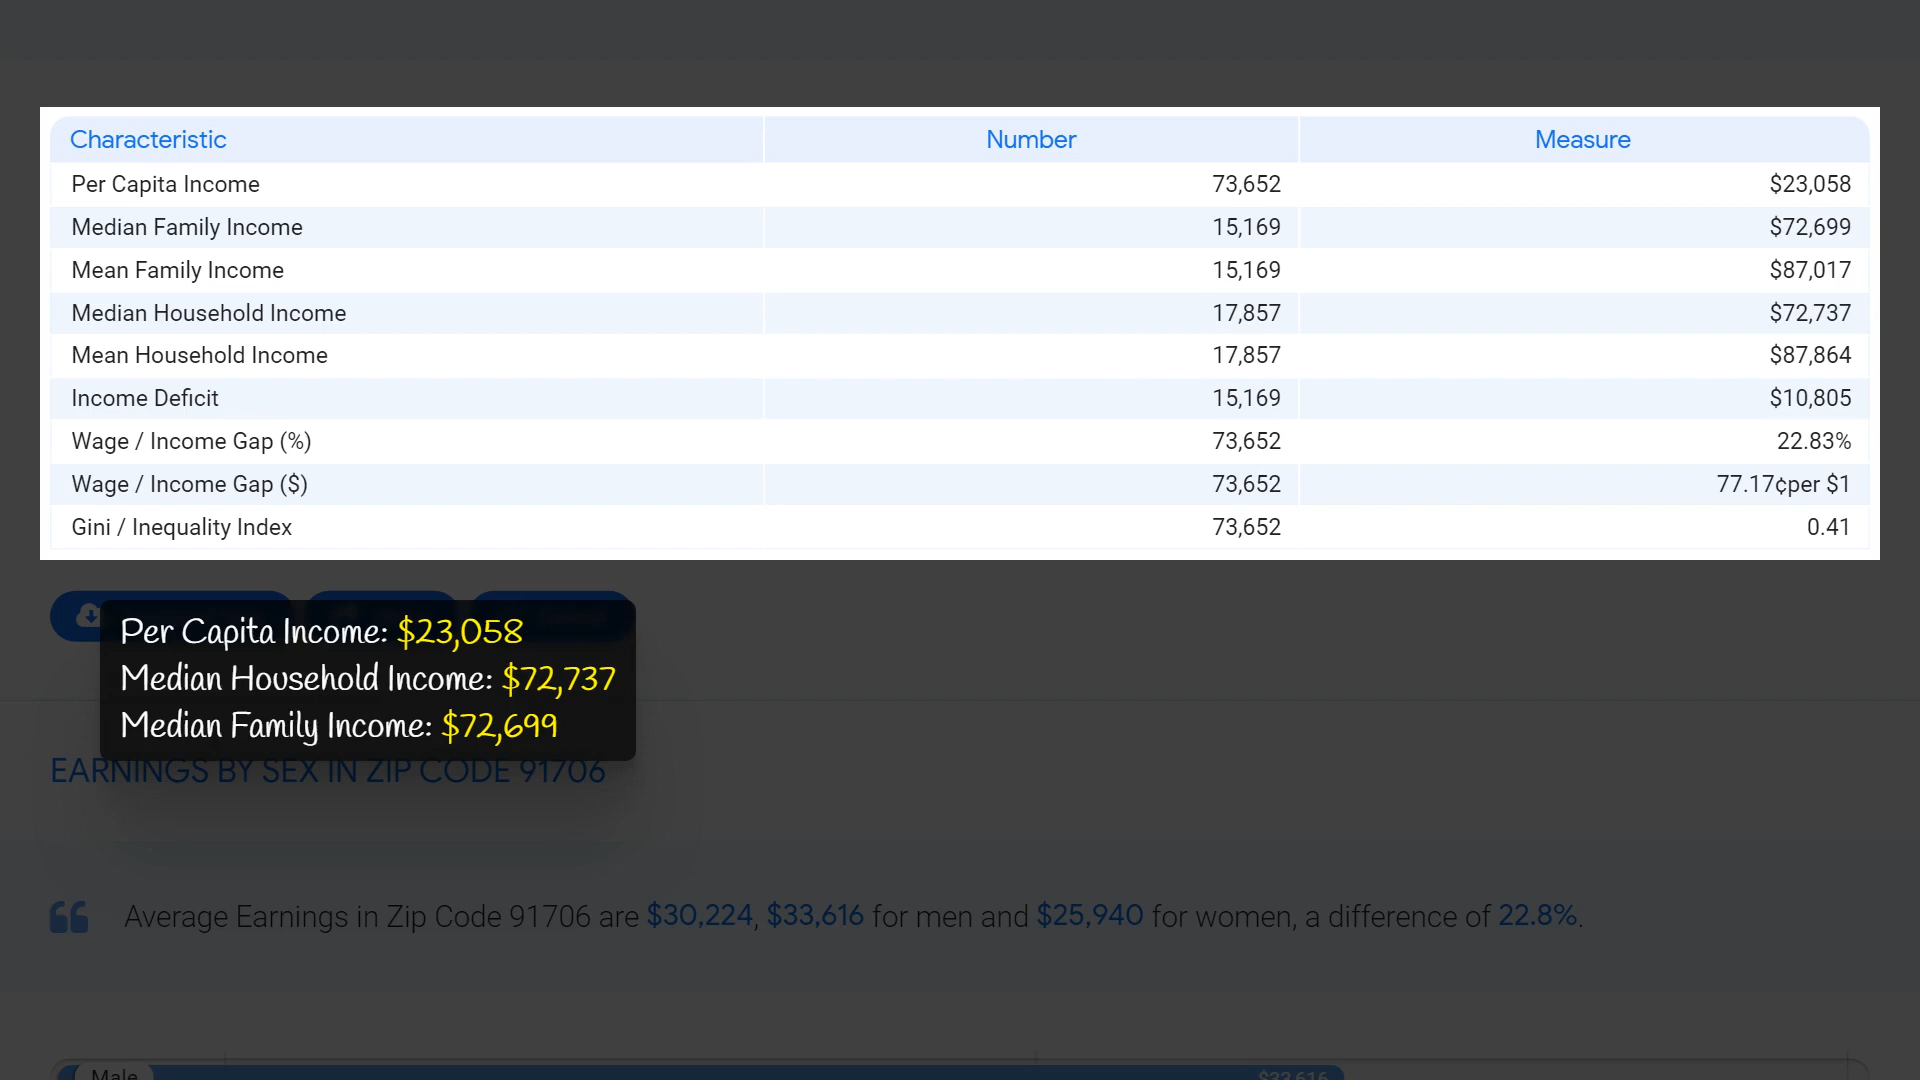 Characteristic Number Measure
Per Capita Income 73,652 $23,058
Median Family Income 15,169 $72,699
Mean Family Income 15,169 $87,017
Median Household Income 17,857 $72,737
Mean Household Income 17,857 $87,864
Income Deficit 15,169 $10,805
Wage / Income Gap (%) 73,652 22.83%
Wage / Income Gap ($) 73,652 77.17¢per $1
Gini / Inequality Index 73,652 0.41
Per Capita Income: $23,058
Median Household Income: $72,737
Median Family Income: $72,699
EARNINGS BY SEX IN ZIP CODE 91706
Average Earnings in Zip Code 91706 are $30,224, $33,616 for men and $25,940 for women, a difference of 22.8%.
Male $33,616